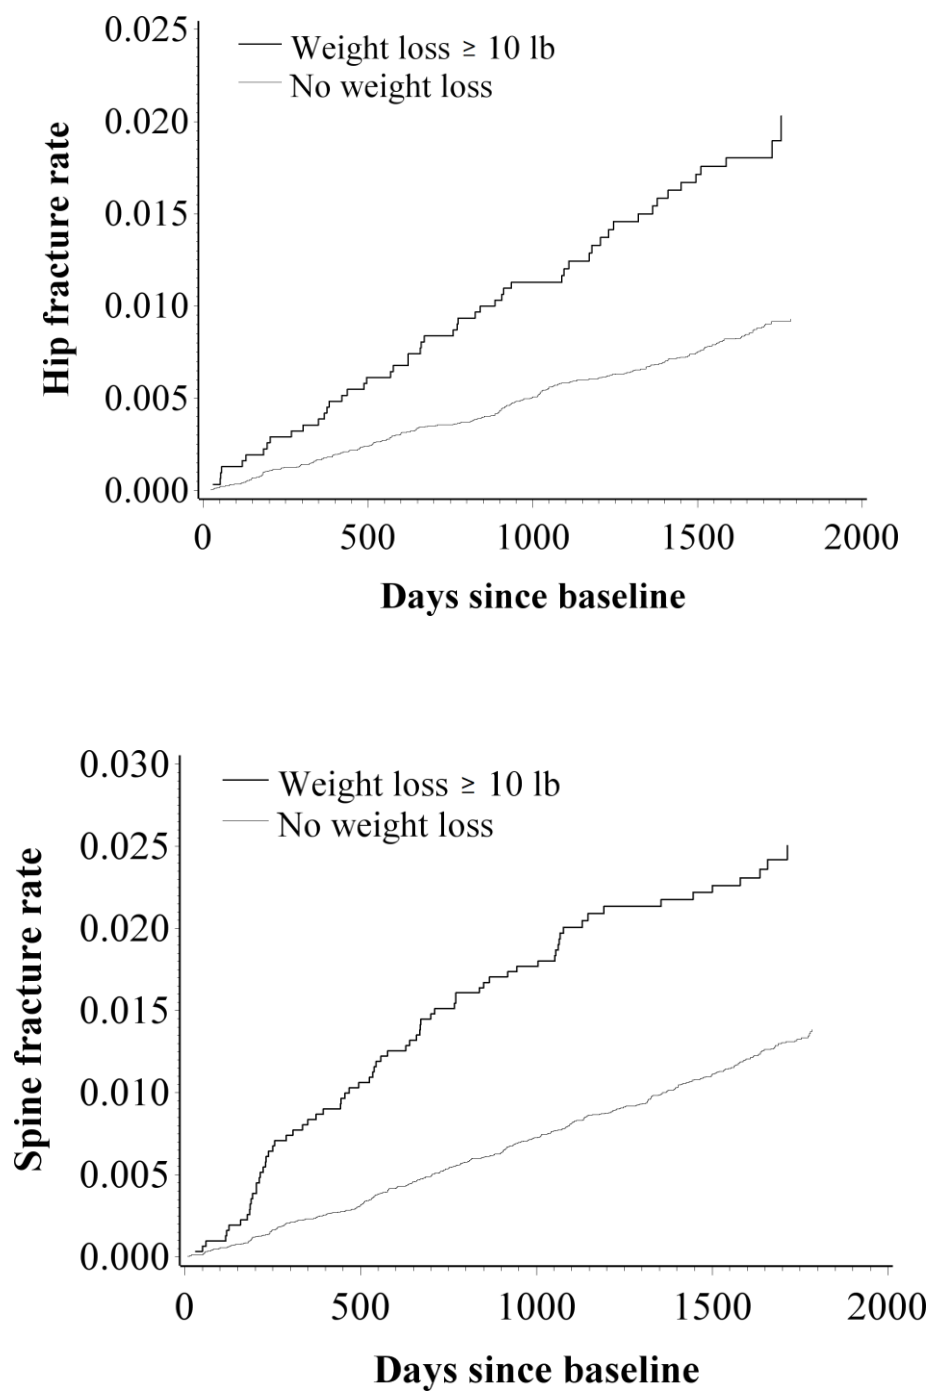 0.025
Weight loss ≥ 10 lb
No weight loss
0.020
0.015
0.010
0.005
0.000
Hip fracture rate
0 500 1000 1500 2000
Days since baseline
0.030
Weight loss ≥ 10 lb
No weight loss
0.025
0.020
0.015
0.010
0.005
0.000
Spine fracture rate
0 500 1000 1500 2000
Days since baseline